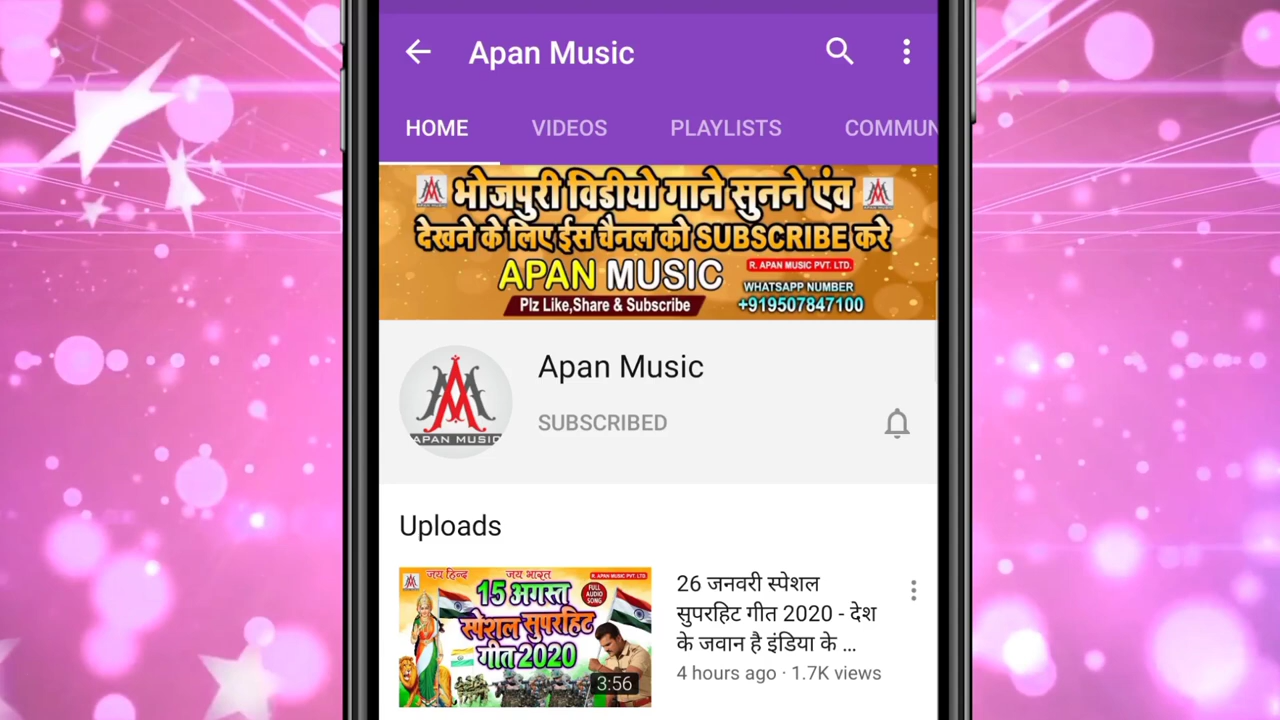 Apan Music
HOME VIDEOS PLAYLISTS COMMUN
भोजपुरी विडीयो गाने सुनने एंव
देखने के लिए ईस चैनल को SUBSCRIBE करे
APAN MUSIC
R. APAN MUSIC PVT. LTD.
WHATSAPP NUMBER
+919507847100
Plz Like,Share & Subscribe
Apan Music
SUBSCRIBED
APAN MUSIC
Uploads
जय हिन्द जय भारत
R. APAN MUSIC PVT. LTD
15 अगस्त
FULL AUDIO SONG
स्पेशल सुपरहिट
गीत 2020
3:56
26 जनवरी स्पेशल
सुपरहिट गीत 2020 - देश
के जवान है इंडिया के ...
4 hours ago · 1.7K views